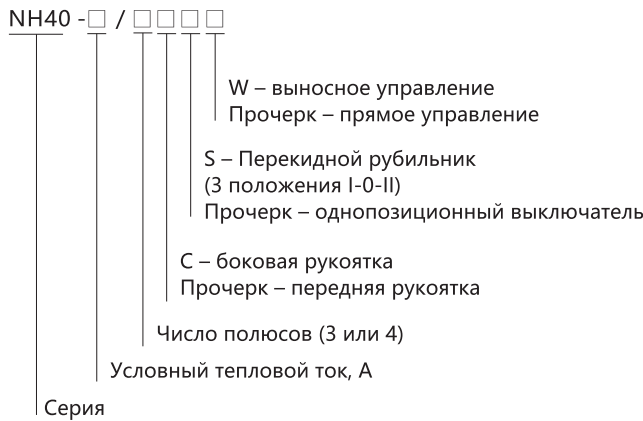 NH40 -□ / □ □ □ □
W – выносное управление
Прочерк – прямое управление
S – Перекидной рубильник
(3 положения I-0-II)
Прочерк – однопозиционный выключатель
C – боковая рукоятка
Прочерк – передняя рукоятка
Число полюсов (3 или 4)
Условный тепловой ток, А
Серия